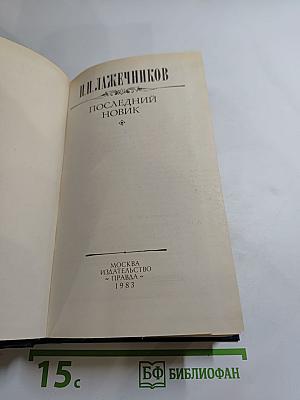 И.И.ЛАЖЕЧНИКОВ
ПОСЛЕДНИЙ
НОВИК
МОСКВА
ИЗДАТЕЛЬСТВО
~ ПРАВДА ~
1983
15с
БФ БИБЛИОФАН